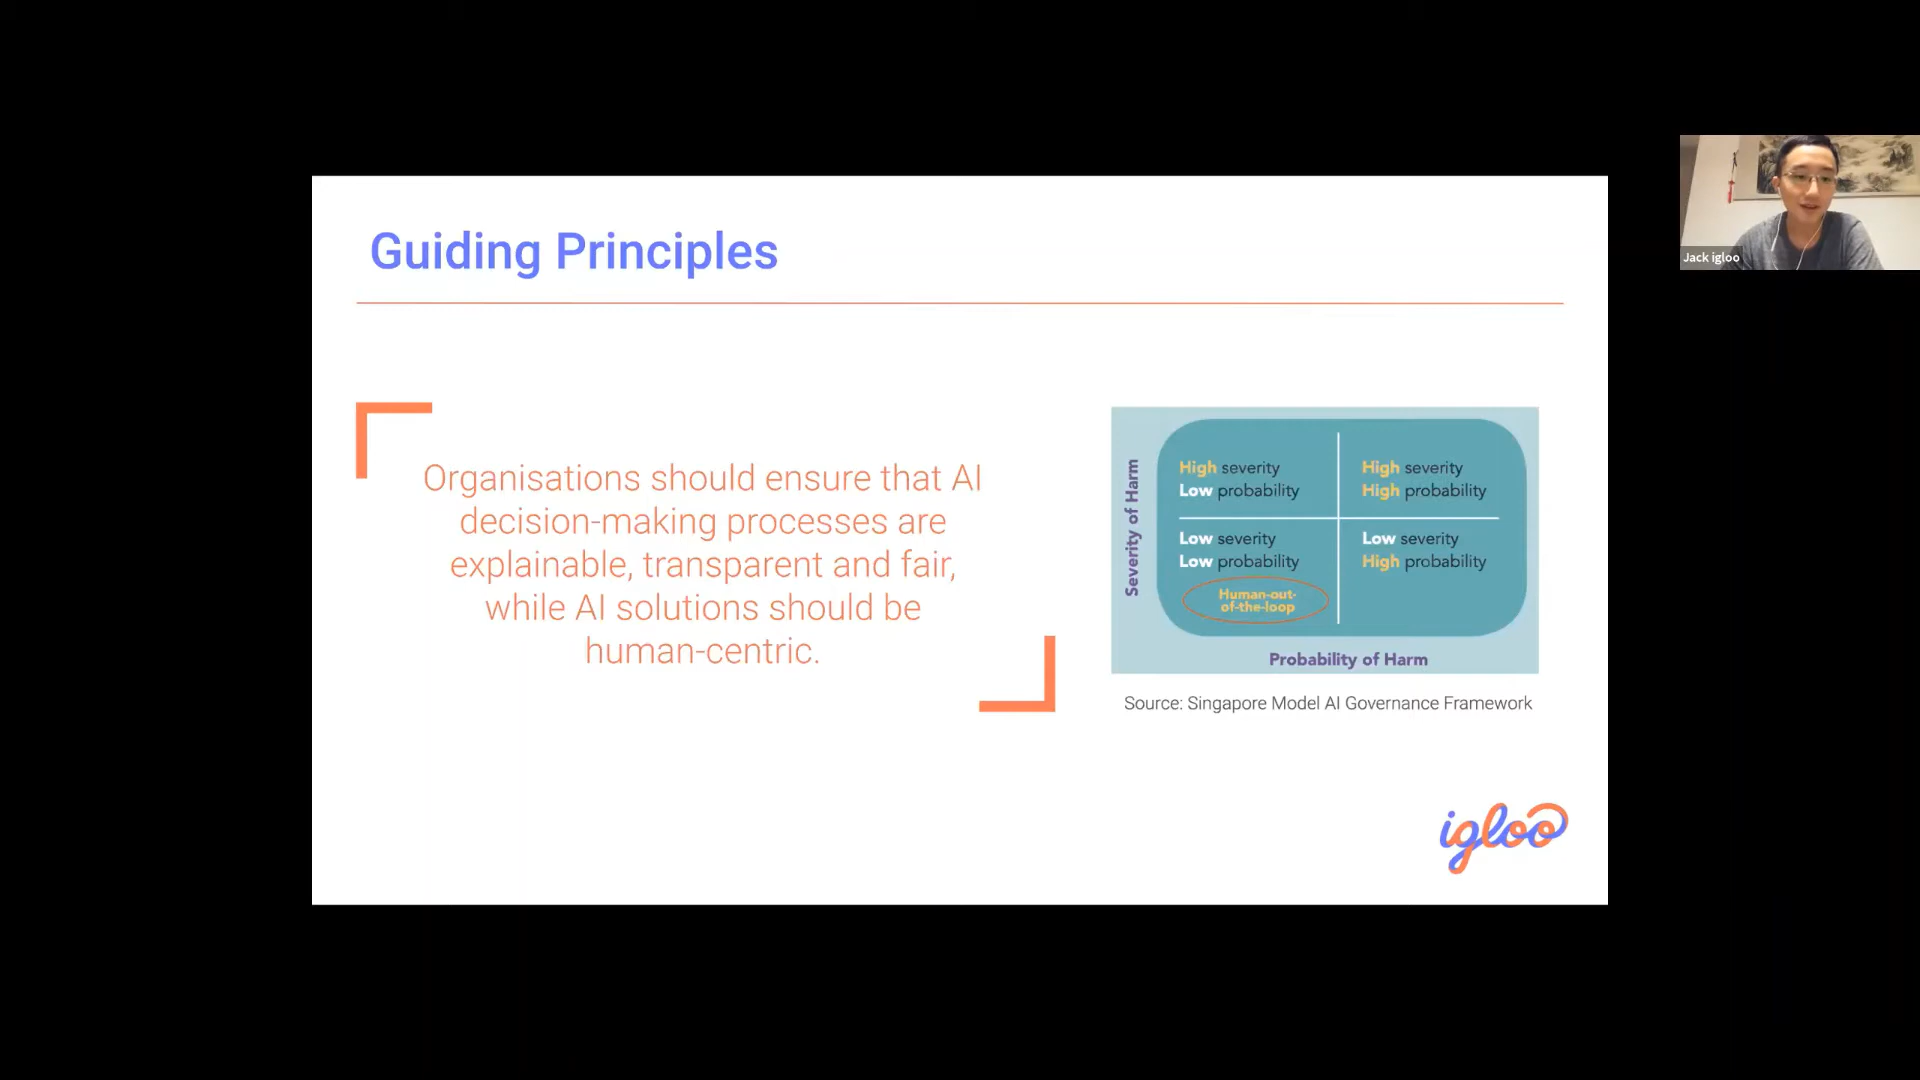 Guiding Principles
Organisations should ensure that AI
decision-making processes are
explainable, transparent and fair,
while AI solutions should be
human-centric.
Severity of Harm
High severity
Low probability
High severity
High probability
Low severity
Low probability
Human-out-
of-the-loop
Low severity
High probability
Probability of Harm
Source: Singapore Model AI Governance Framework
igloo
Jack igloo